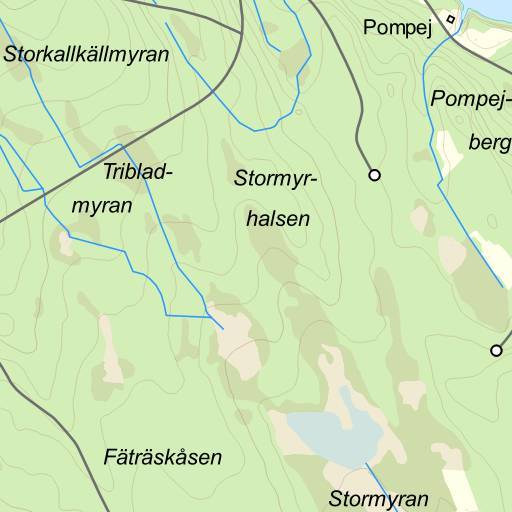 Pompej
Storkallkällmyran
Pompej-
berg
Triblad-
myran
Stormyr-
halsen
Fäträskåsen
Stormyran